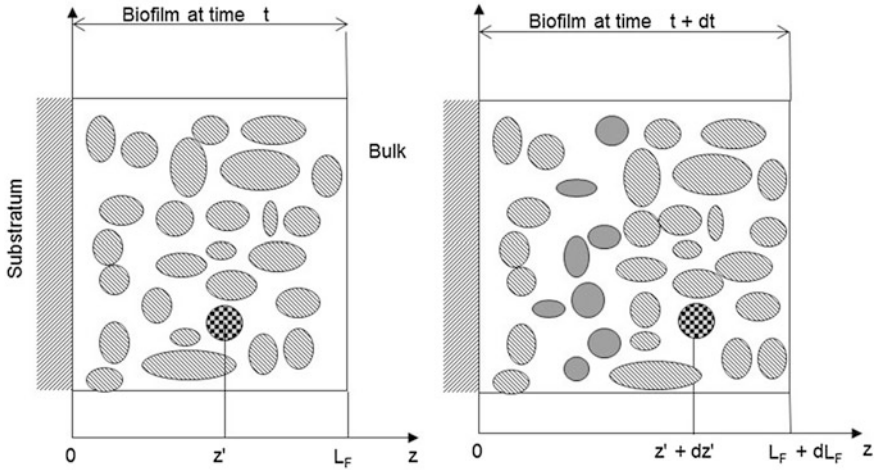 Biofilm at time t
Biofilm at time t + dt
Substratum
Bulk
0 z' L_F z
0 z' + dz' L_F + dL_F z